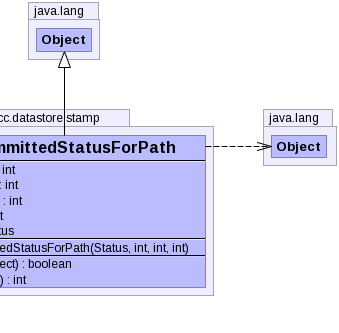 java.lang
Object
cc.datastore.stamp
mmittedStatusForPath
java.lang
Object
int
: int
: int
t
tus
edStatusForPath(Status, int, int, int)
ect) : boolean
) : int